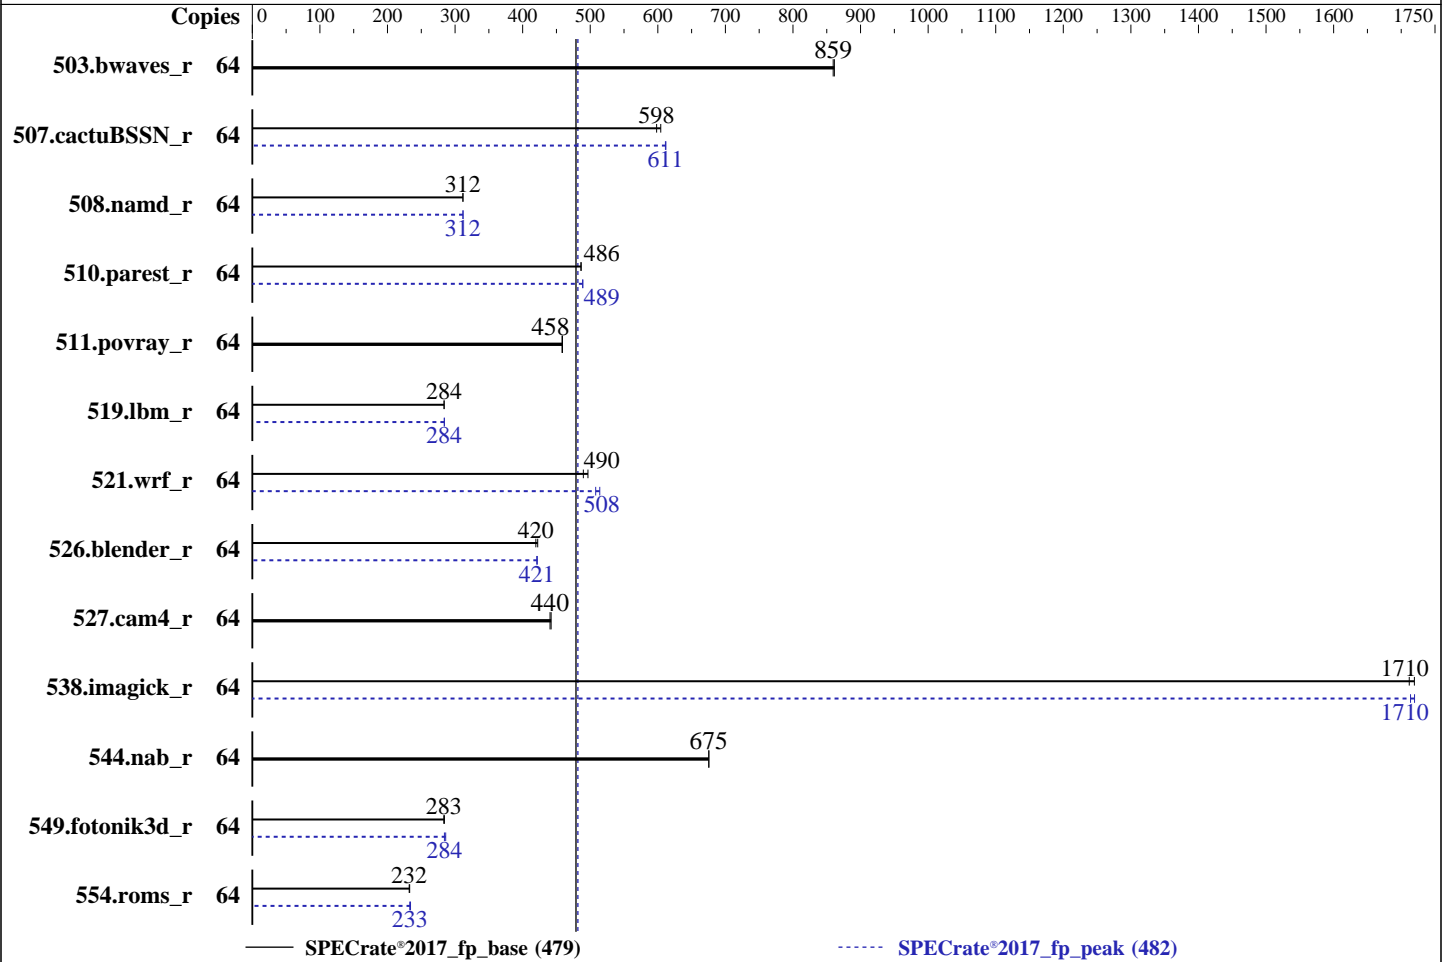 Copies 0 100 200 300 400 500 600 700 800 900 1000 1100 1200 1300 1400 1500 1600 1750
503.bwaves_r 64 859
507.cactuBSSN_r 64 598
611
508.namd_r 64 312
312
510.parest_r 64 486
489
511.povray_r 64 458
519.lbm_r 64 284
284
521.wrf_r 64 490
508
526.blender_r 64 420
421
527.cam4_r 64 440
538.imagick_r 64 1710
1710
544.nab_r 64 675
549.fotonik3d_r 64 283
284
554.roms_r 64 232
233
SPECrate®2017_fp_base (479) SPECrate®2017_fp_peak (482)